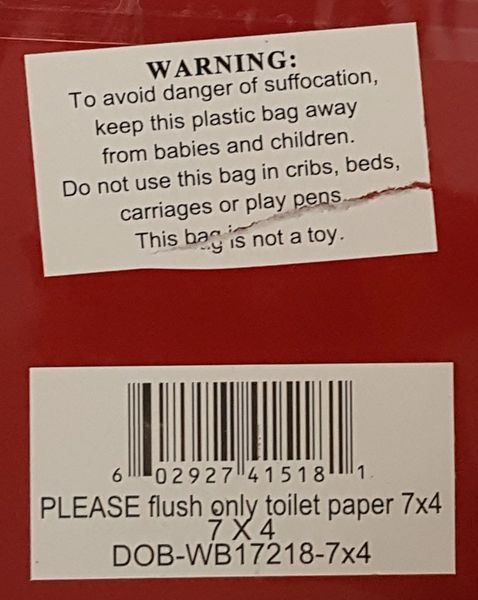 WARNING:
To avoid danger of suffocation,
keep this plastic bag away
from babies and children.
Do not use this bag in cribs, beds,
carriages or play pens.
This bag is not a toy.
6 02927 41518 1
PLEASE flush only toilet paper 7x4
7 X 4
DOB-WB17218-7x4